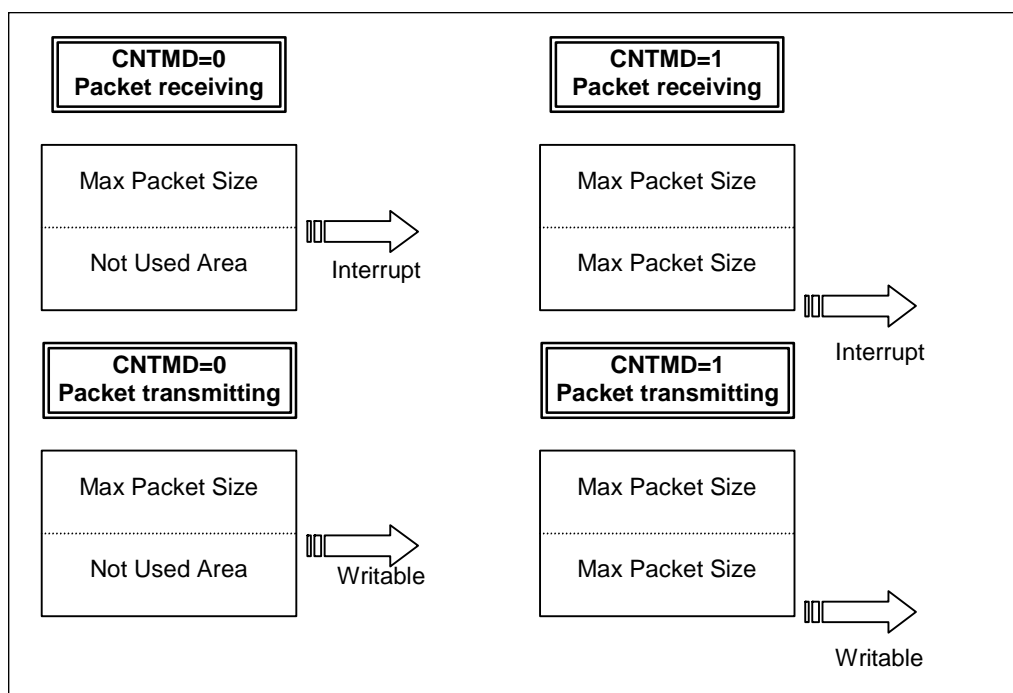 CNTMD=0
Packet receiving
CNTMD=1
Packet receiving
Max Packet Size
Not Used Area
Interrupt
Max Packet Size
Max Packet Size
Interrupt
CNTMD=0
Packet transmitting
CNTMD=1
Packet transmitting
Max Packet Size
Not Used Area
Writable
Max Packet Size
Max Packet Size
Writable